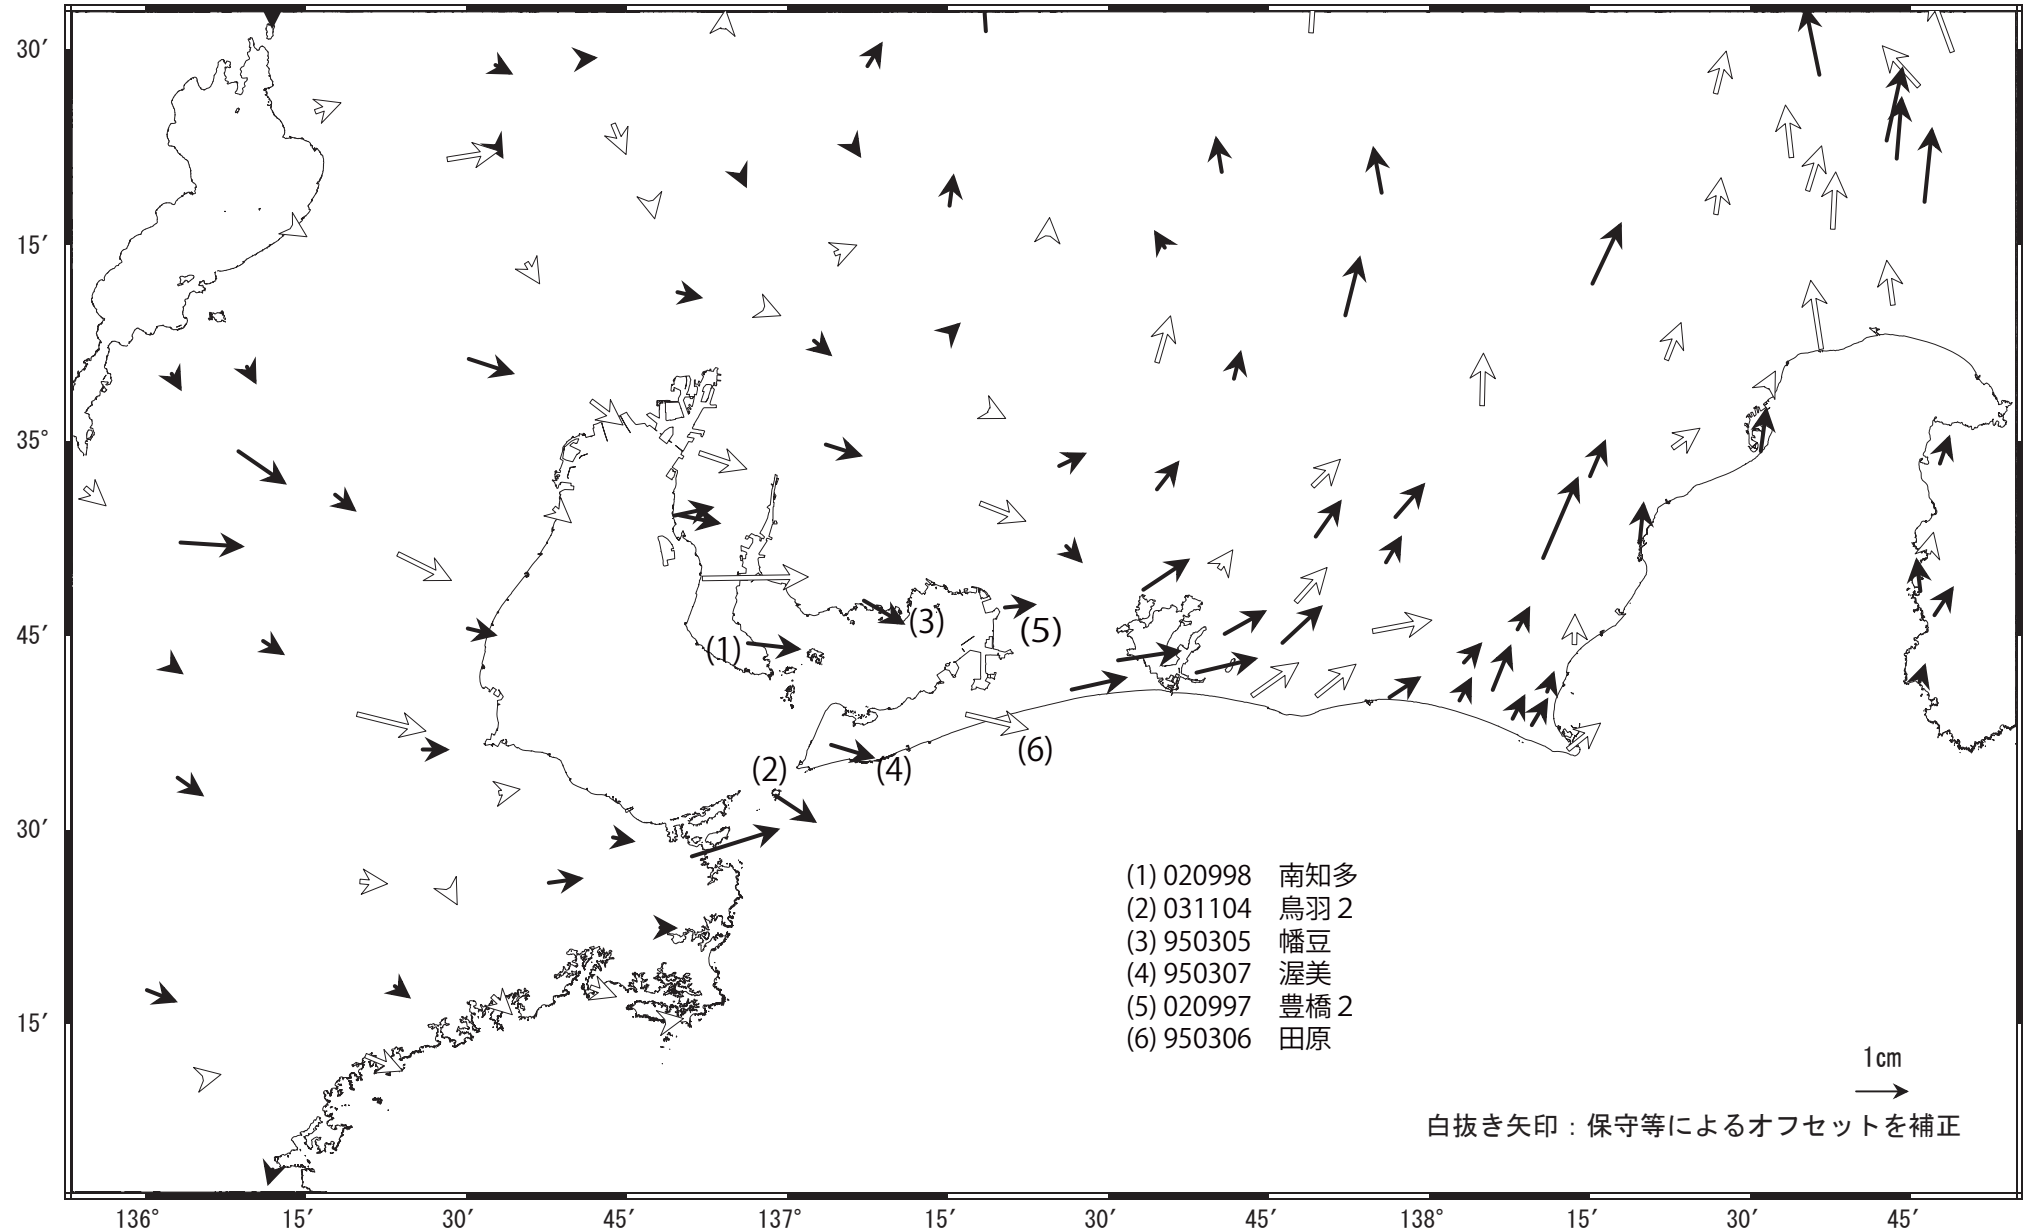 30′
15′
35°
45′
30′
15′
(1)
(2)
(3)
(4)
(5)
(6)
(1) 020998 南知多
(2) 031104 鳥羽２
(3) 950305 幡豆
(4) 950307 渥美
(5) 020997 豊橋２
(6) 950306 田原
1cm
白抜き矢印：保守等によるオフセットを補正
136° 15′ 30′ 45′ 137° 15′ 30′ 45′ 138° 15′ 30′ 45′